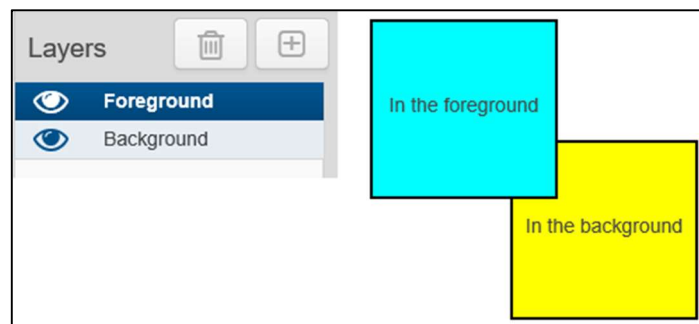 Layers
Foreground
Background
In the foreground
In the background